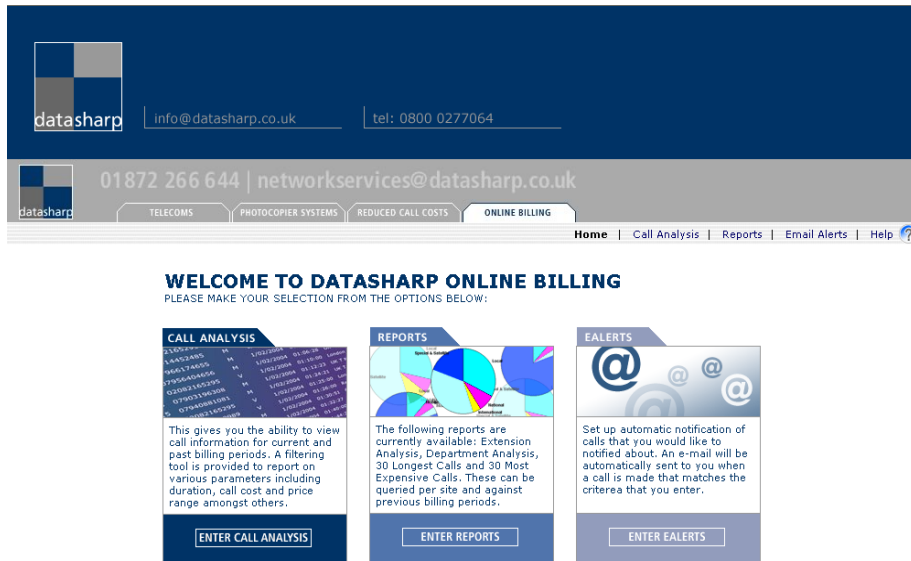 datasharp
info@datasharp.co.uk
tel: 0800 0277064
01872 266 644 | networkservices@datasharp.co.uk
datasharp
TELECOMS
PHOTOCOPIER SYSTEMS
REDUCED CALL COSTS
ONLINE BILLING
Home | Call Analysis | Reports | Email Alerts | Help ?
WELCOME TO DATASHARP ONLINE BILLING
PLEASE MAKE YOUR SELECTION FROM THE OPTIONS BELOW:
CALL ANALYSIS
This gives you the ability to view
call information for current and
past billing periods. A filtering
tool is provided to report on
various parameters including
duration, call cost and price
range amongst others.
ENTER CALL ANALYSIS
REPORTS
The following reports are
currently available: Extension
Analysis, Department Analysis,
30 Longest Calls and 30 Most
Expensive Calls. These can be
queried per site and against
previous billing periods.
ENTER REPORTS
EALERTS
@ @ @ @
Set up automatic notification of
calls that you would like to
notified about. An e-mail will be
automatically sent to you when
a call is made that matches the
criterea that you enter.
ENTER EALERTS